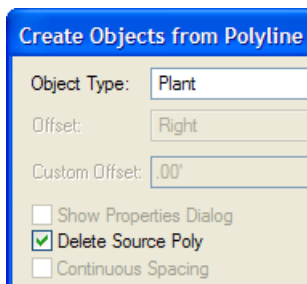 Create Objects from Polyline
Object Type: Plant
Offset: Right
Custom Offset: .00'
Show Properties Dialog
Delete Source Poly
Continuous Spacing